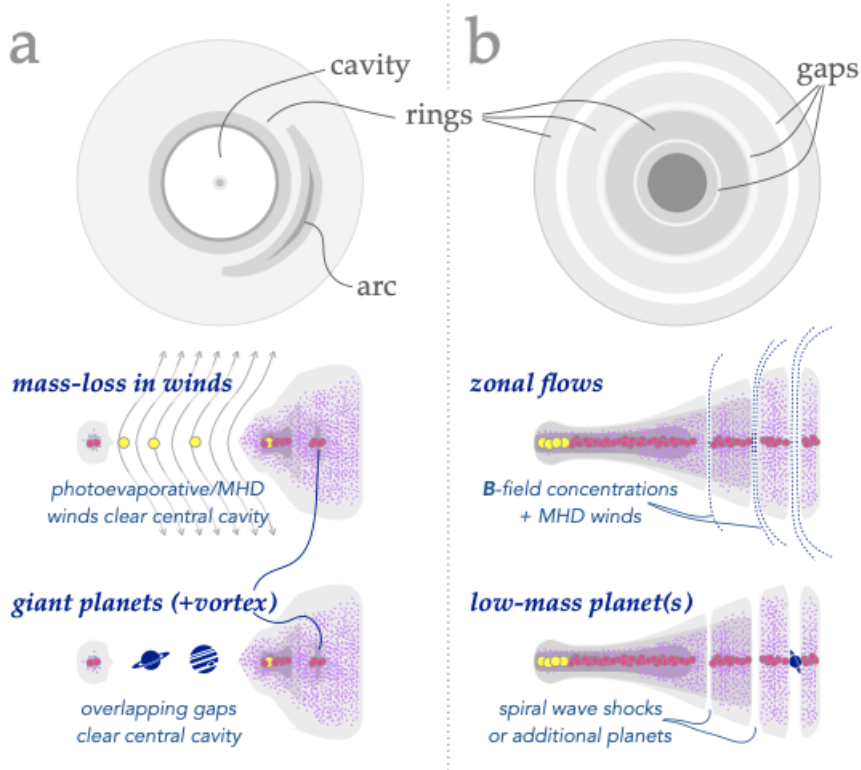 a
b
cavity
gaps
rings
arc
mass-loss in winds
photoevaporative/MHD
winds clear central cavity
giant planets (+vortex)
overlapping gaps
clear central cavity
zonal flows
B-field concentrations
+ MHD winds
low-mass planet(s)
spiral wave shocks
or additional planets